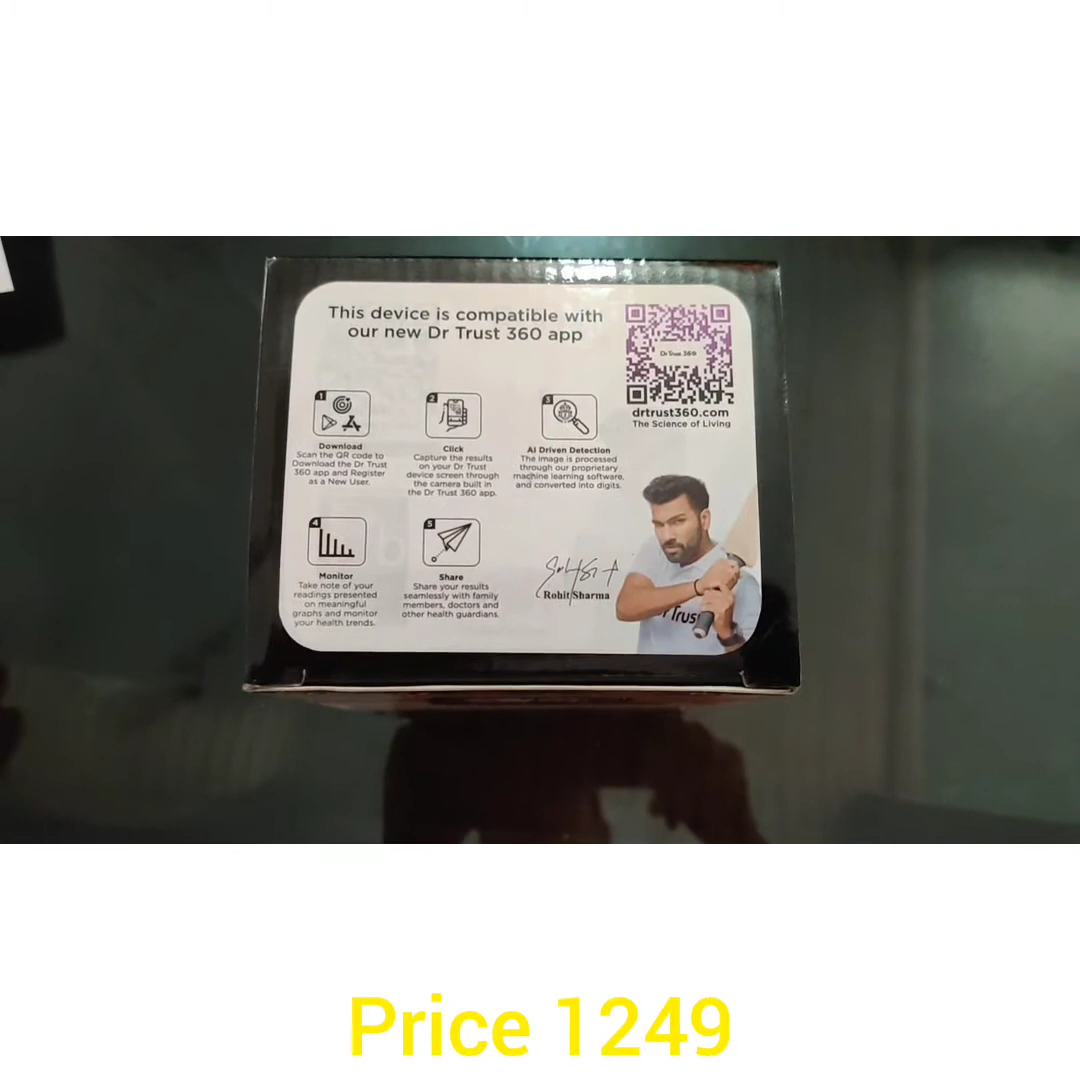 This device is compatible with
our new Dr Trust 360 app
Dr Trust 360
drtrust360.com
The Science of Living
1
Download
Scan the QR code to
Download the Dr Trust
360 app and Register
as a New User.
2
Click
Capture the results
on your Dr Trust
device screen through
the camera built in
the Dr Trust 360 app.
3
AI Driven Detection
The image is processed
through our proprietary
machine learning software,
and converted into digits.
4
Monitor
Take note of your
readings presented
on meaningful
graphs and monitor
your health trends.
5
Share
Share your results
seamlessly with family
members, doctors and
other health guardians.
Rohit Sharma
r Trust
Price 1249